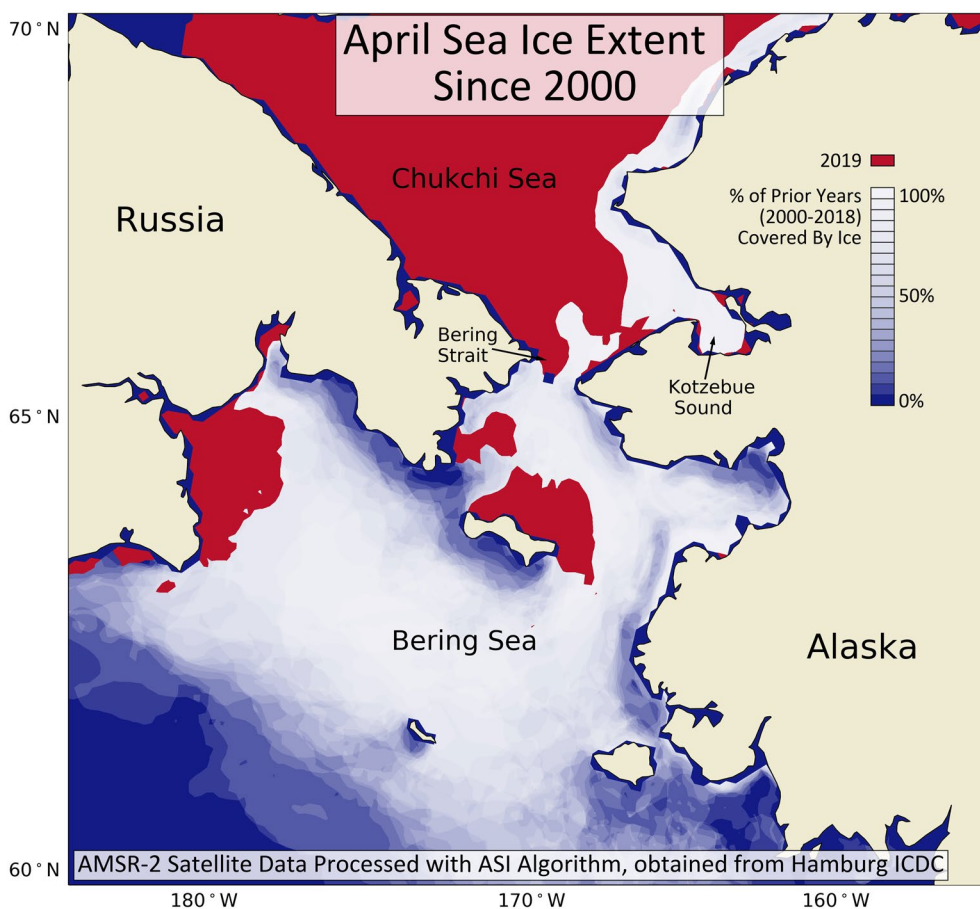 70°N
April Sea Ice Extent
Since 2000
2019
Chukchi Sea
% of Prior Years
(2000-2018)
Covered By Ice
100%
50%
0%
Russia
Bering
Strait
Kotzebue
Sound
65°N
Bering Sea
Alaska
60°N
AMSR-2 Satellite Data Processed with ASI Algorithm, obtained from Hamburg ICDC
180°W
170°W
160°W